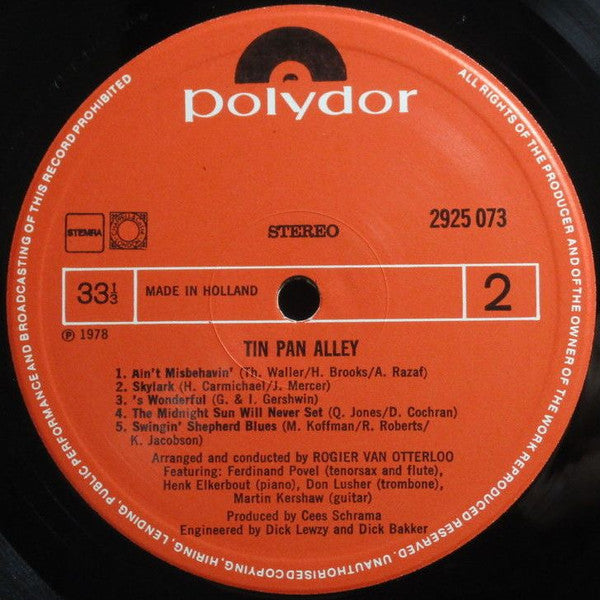 polydor
STEMRA
STEREO
2925 073
33⅓
MADE IN HOLLAND
2
Ⓟ 1978
TIN PAN ALLEY
1. Ain't Misbehavin' (Th. Waller/H. Brooks/A. Razaf)
2. Skylark (H. Carmichael/J. Mercer)
3. 's Wonderful (G. & I. Gershwin)
4. The Midnight Sun Will Never Set (Q. Jones/D. Cochran)
5. Swingin' Shepherd Blues (M. Koffman/R. Roberts/
K. Jacobson)
Arranged and conducted by ROGIER VAN OTTERLOO
Featuring: Ferdinand Povel (tenorsax and flute),
Henk Elkerbout (piano), Don Lusher (trombone),
Martin Kershaw (guitar)
Produced by Cees Schrama
Engineered by Dick Lewzy and Dick Bakker
ALL RIGHTS OF THE PRODUCER AND OF THE OWNER OF THE WORK REPRODUCED RESERVED. UNAUTHORISED COPYING, HIRING, LENDING, PUBLIC PERFORMANCE AND BROADCASTING OF THIS RECORD PROHIBITED